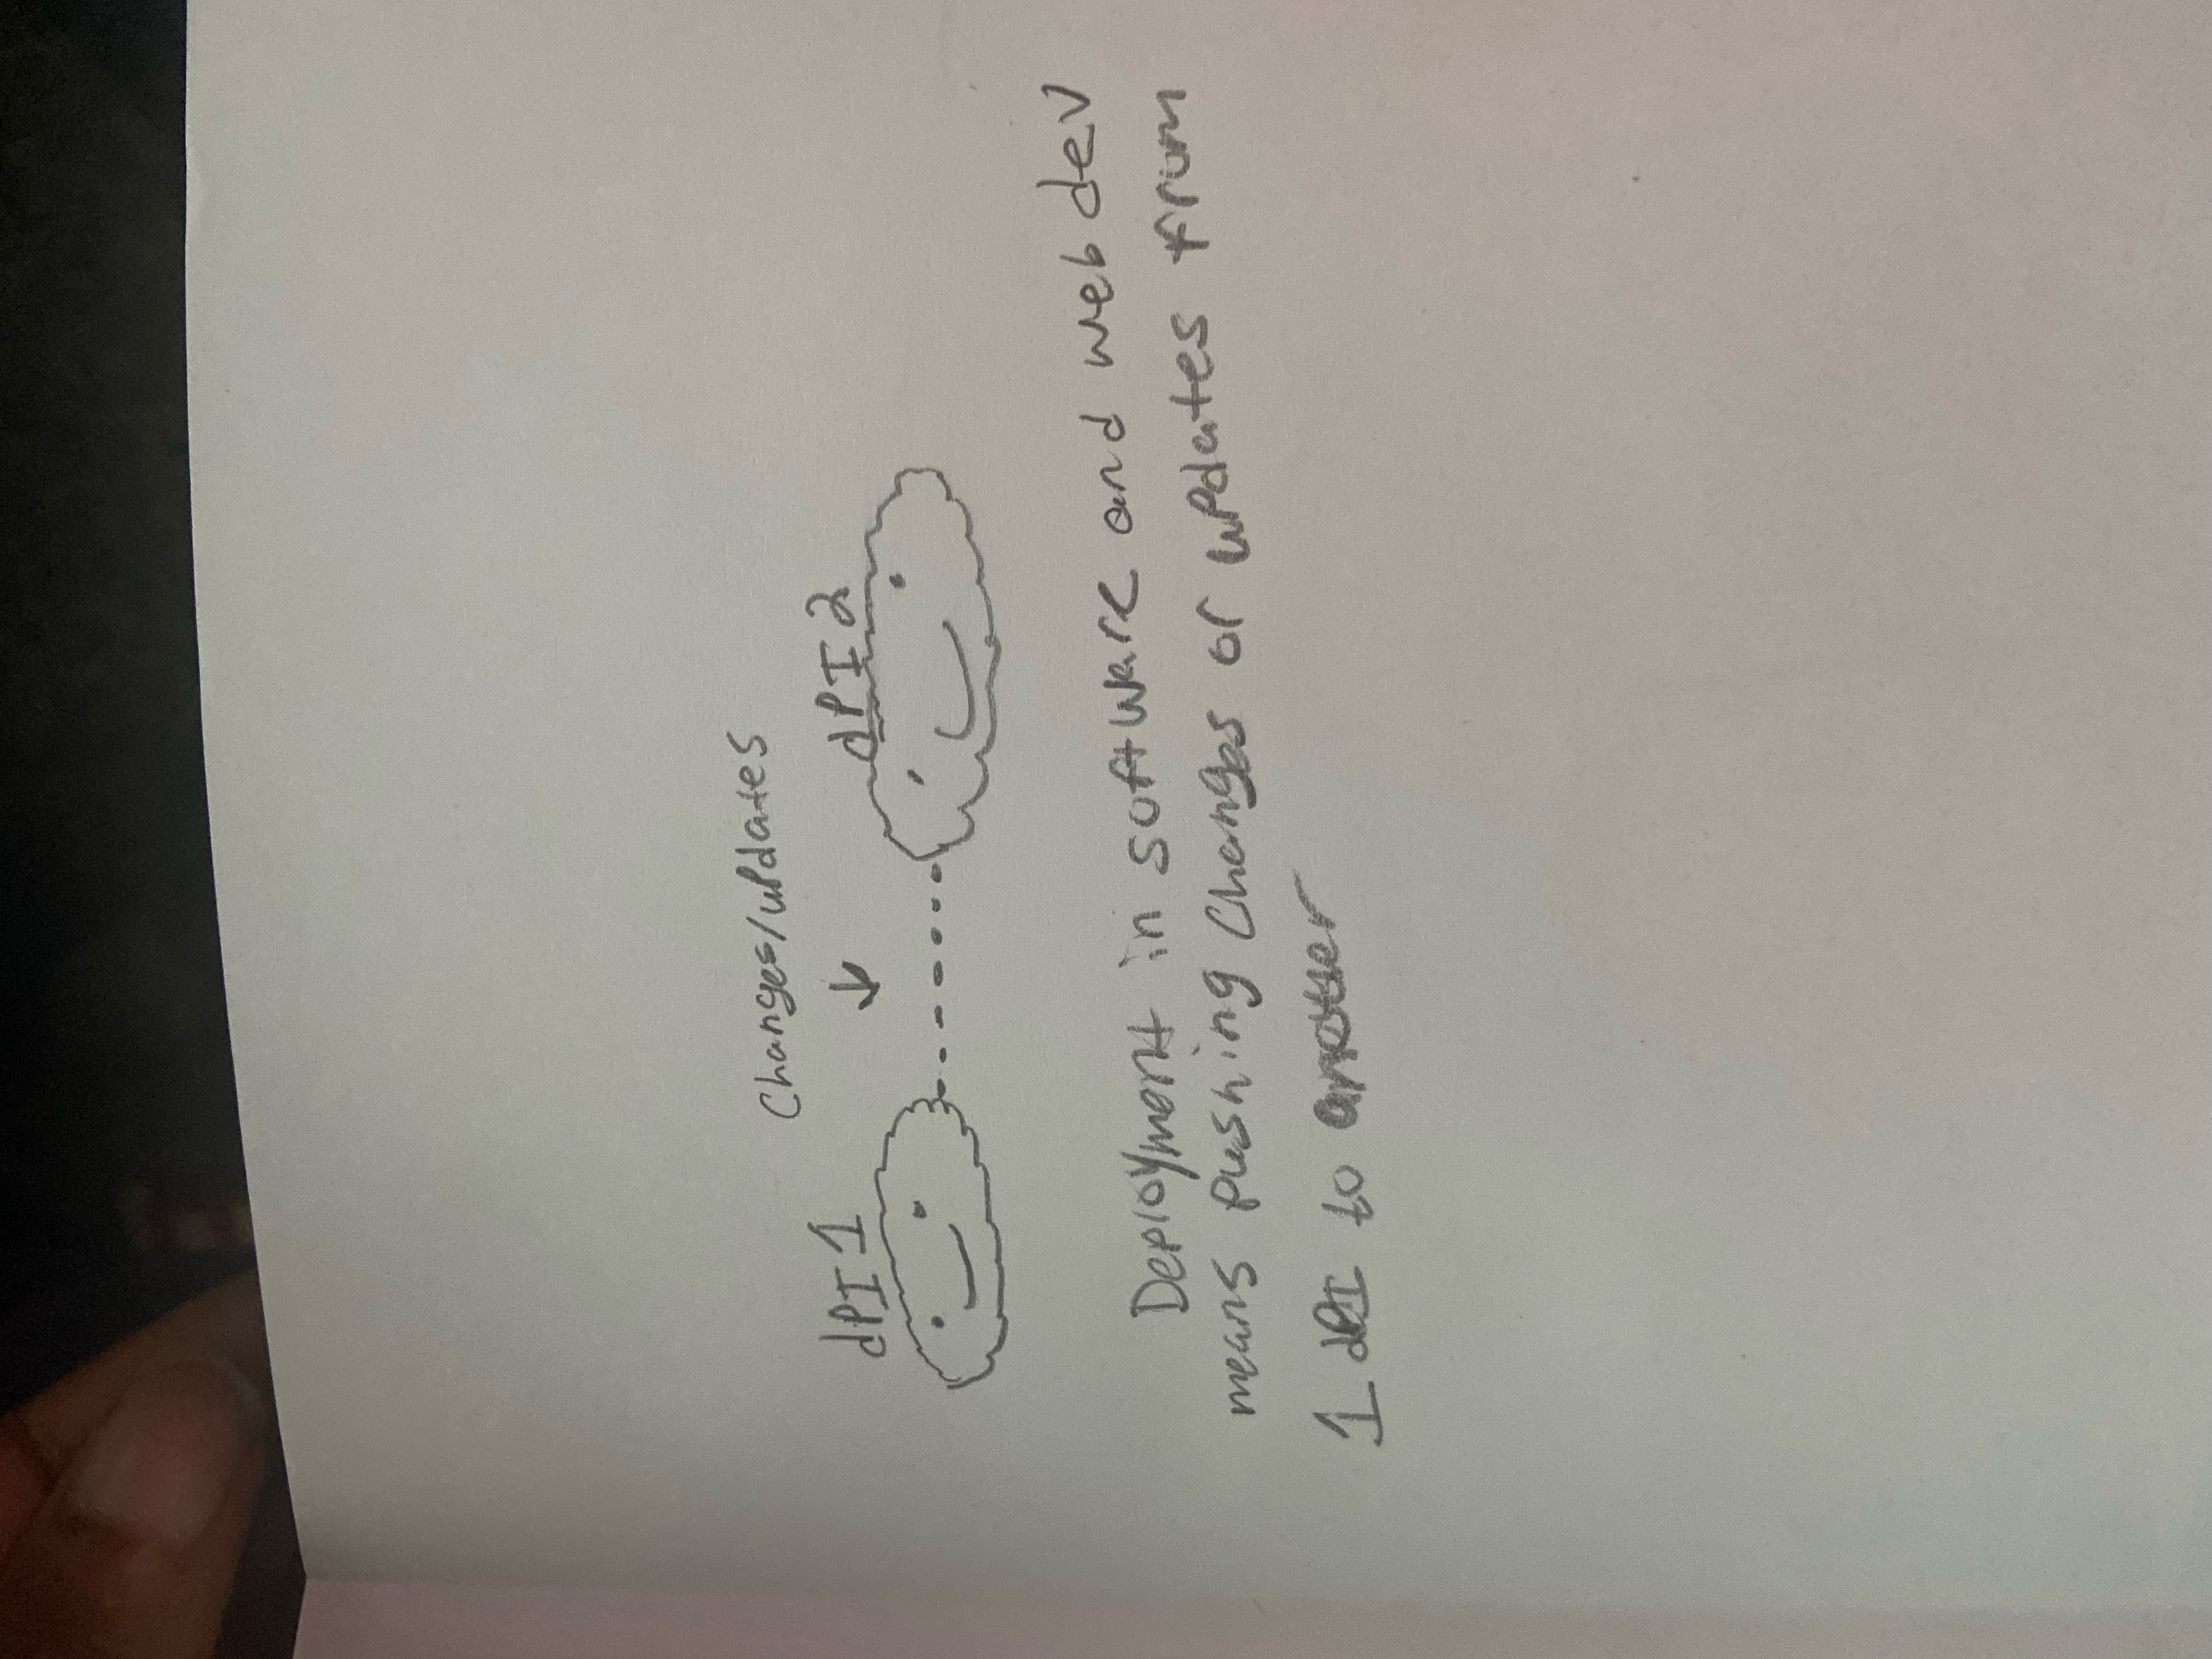 Changes/updates
dPI 1
dPI 2
Deployment in software and web dev
means pushing changes or updates from
1 dPI to another